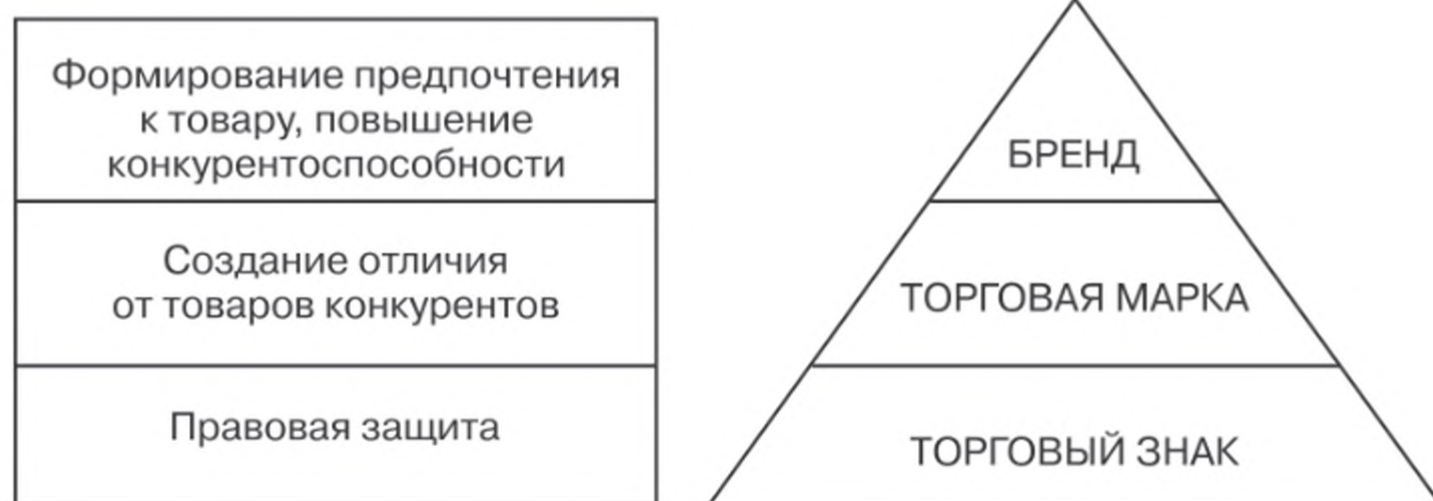 Формирование предпочтения
к товару, повышение
конкурентоспособности
БРЕНД
Создание отличия
от товаров конкурентов
ТОРГОВАЯ МАРКА
Правовая защита
ТОРГОВЫЙ ЗНАК